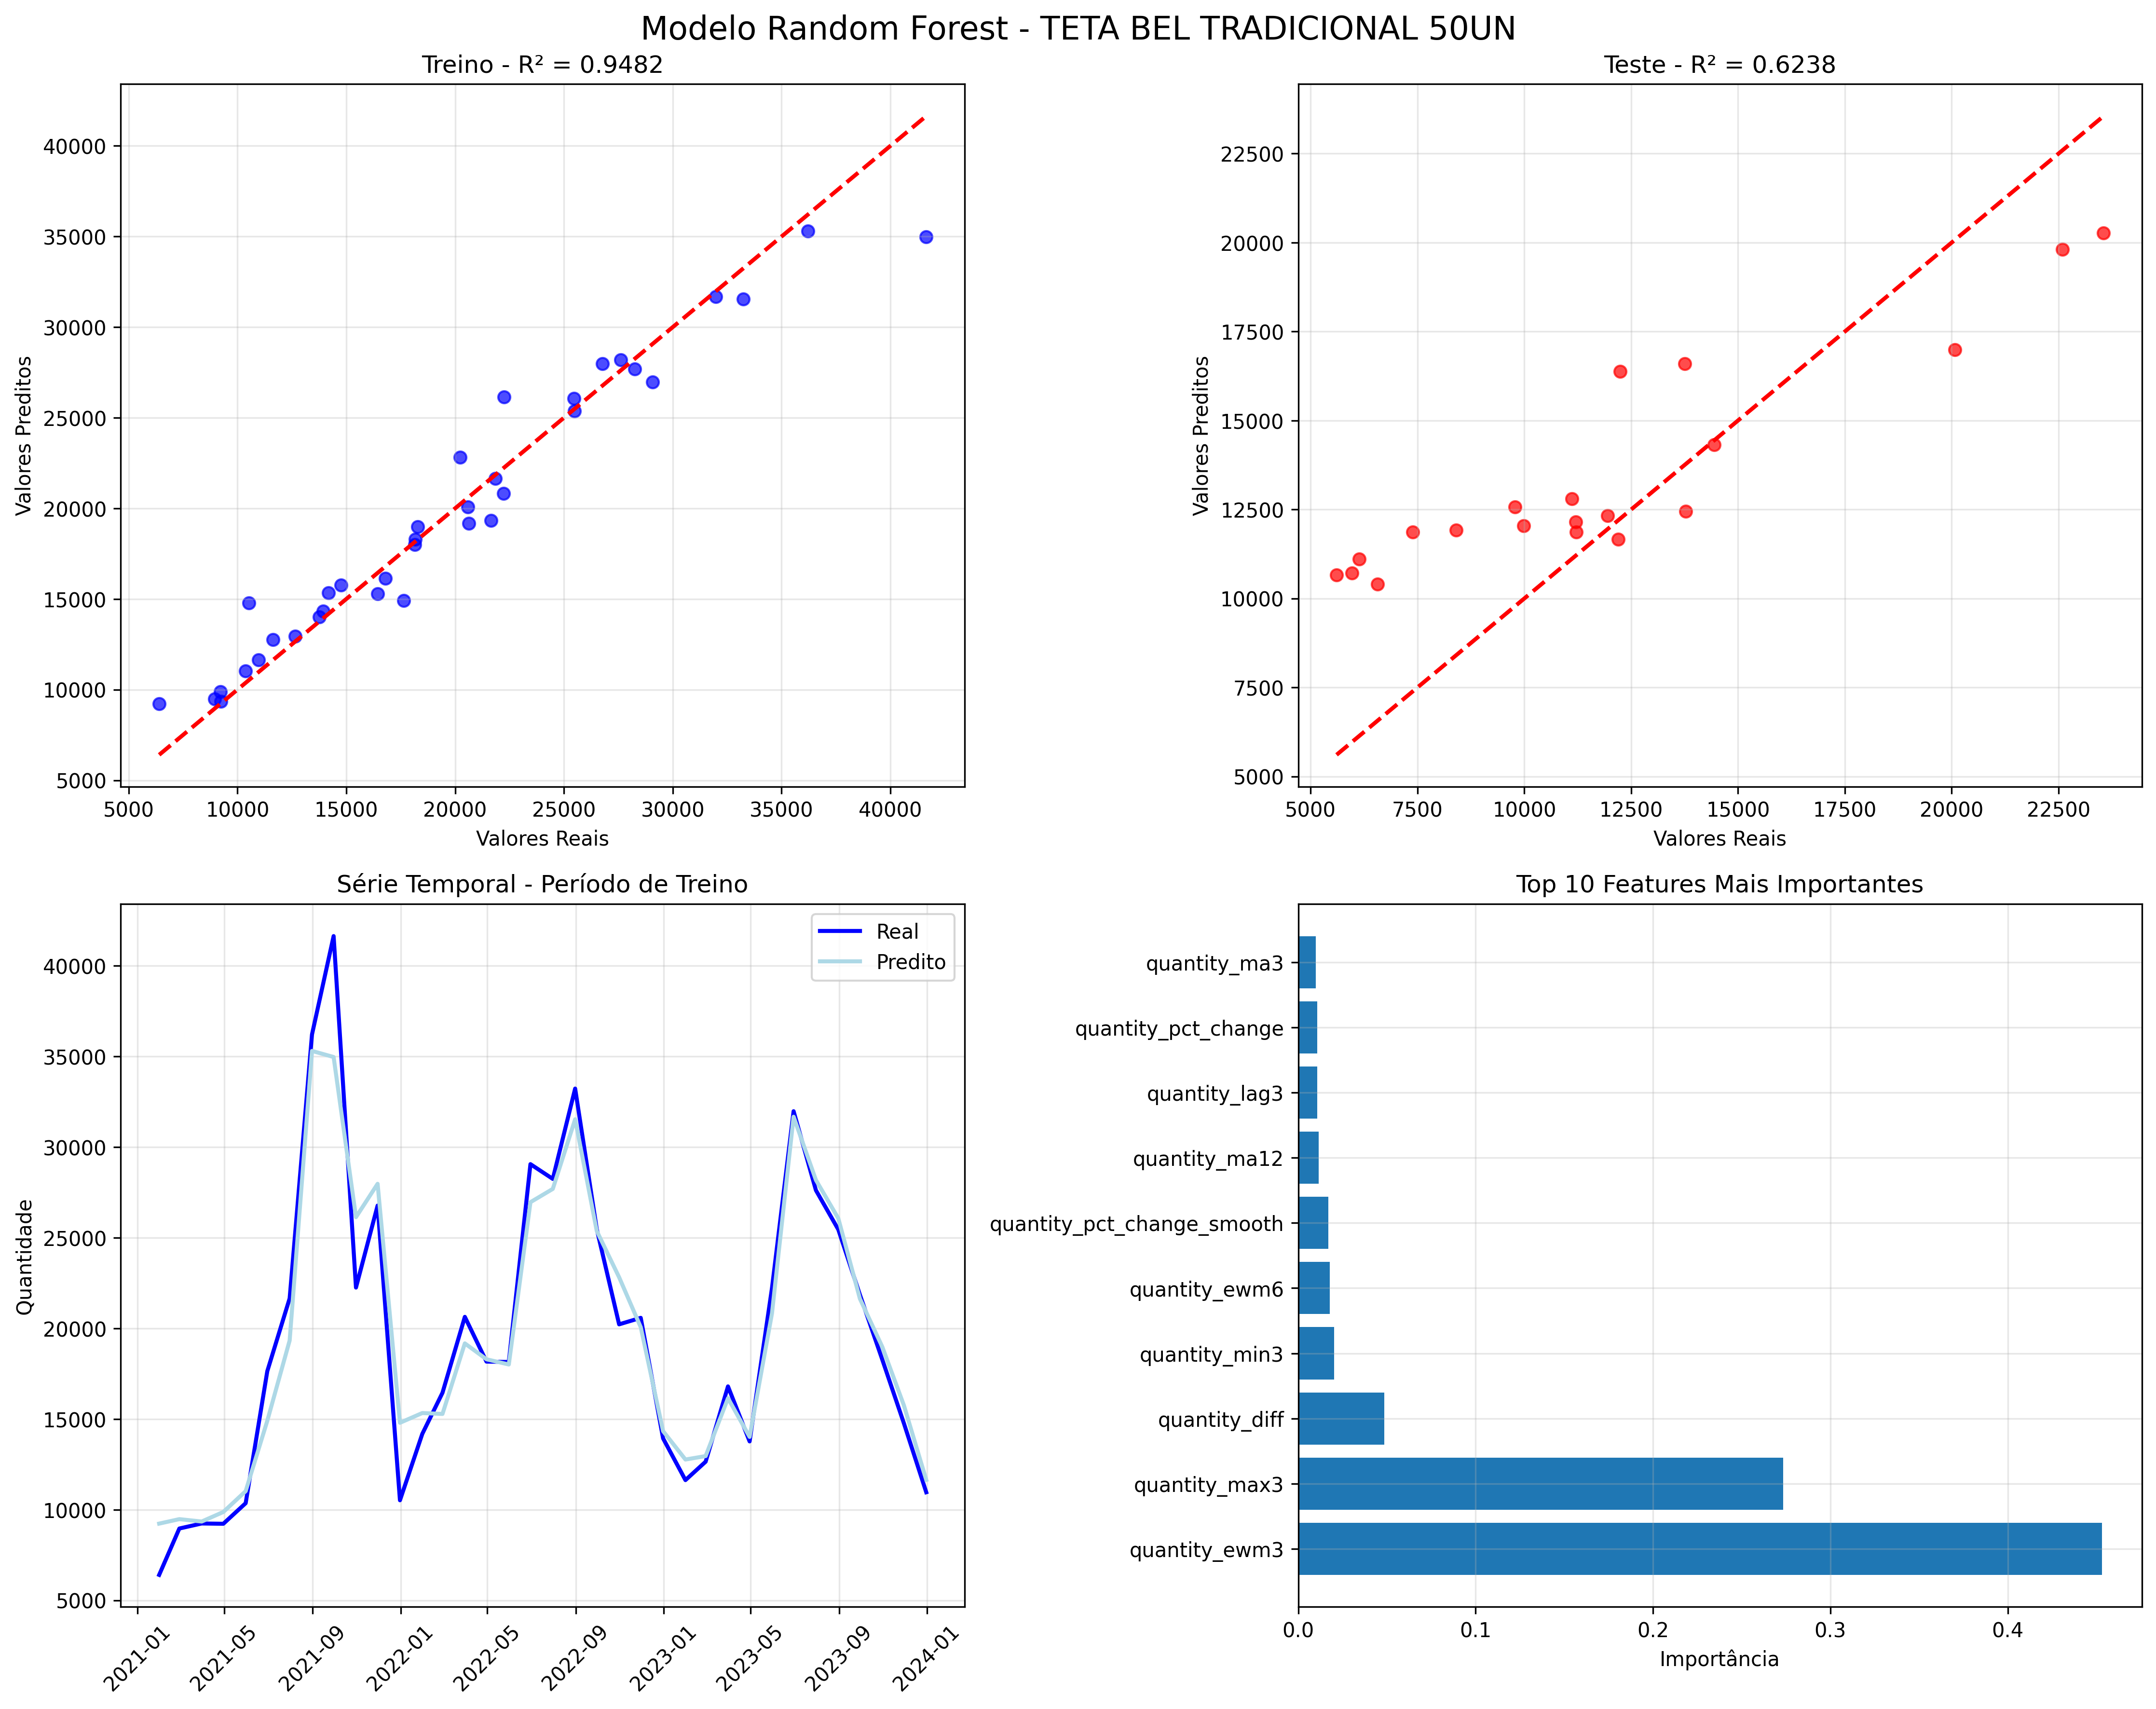 Modelo Random Forest - TETA BEL TRADICIONAL 50UN
Treino - R² = 0.9482
40000
35000
30000
25000
20000
15000
10000
5000
Valores Preditos
5000 10000 15000 20000 25000 30000 35000 40000
Valores Reais
Teste - R² = 0.6238
22500
20000
17500
15000
12500
10000
7500
5000
Valores Preditos
5000 7500 10000 12500 15000 17500 20000 22500
Valores Reais
Série Temporal - Período de Treino
Real
Predito
40000
35000
30000
25000
20000
15000
10000
5000
Quantidade
2021-01 2021-05 2021-09 2022-01 2022-05 2022-09 2023-01 2023-05 2023-09 2024-01
Top 10 Features Mais Importantes
quantity_ma3
quantity_pct_change
quantity_lag3
quantity_ma12
quantity_pct_change_smooth
quantity_ewm6
quantity_min3
quantity_diff
quantity_max3
quantity_ewm3
0.0 0.1 0.2 0.3 0.4
Importância